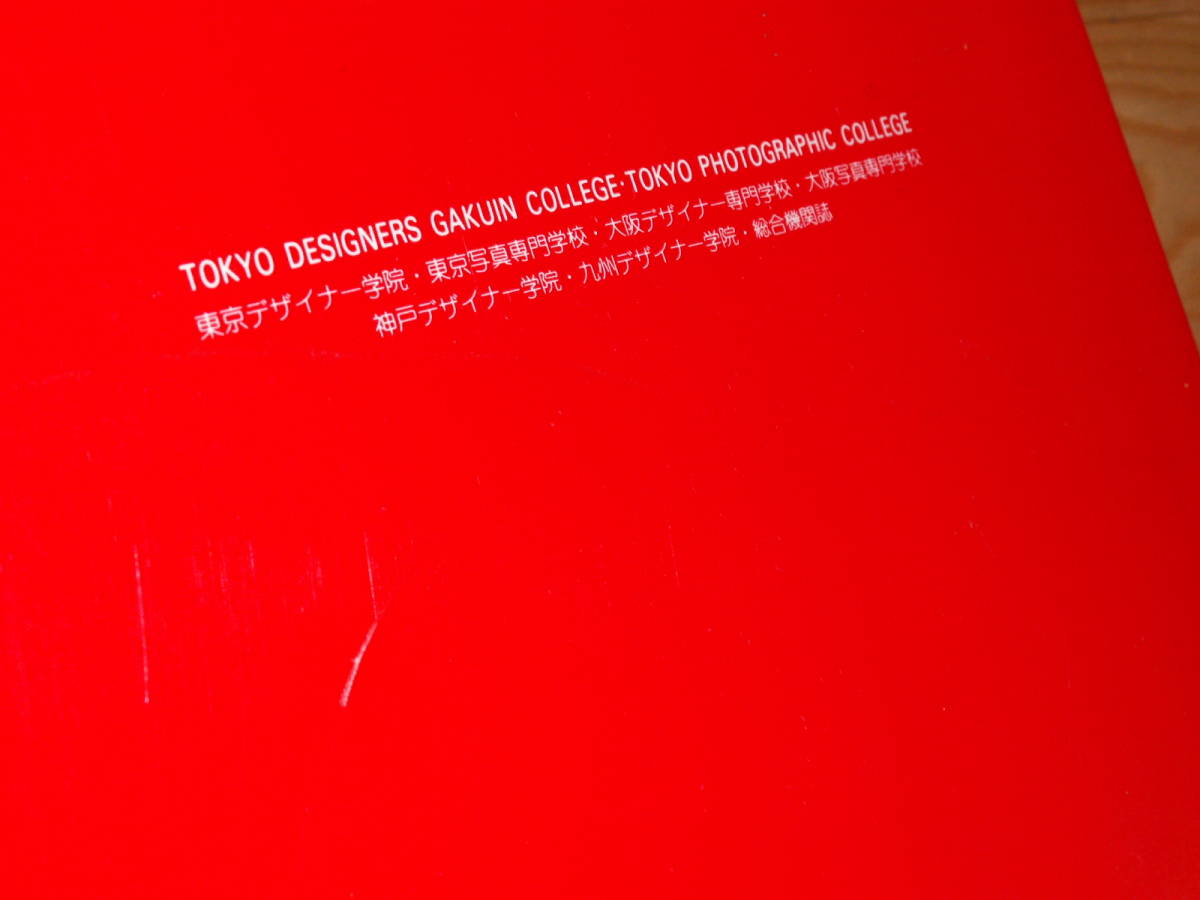 TOKYO DESIGNERS GAKUIN COLLEGE·TOKYO PHOTOGRAPHIC COLLEGE
東京デザイナー学院・東京写真専門学校・大阪デザイナー専門学校・大阪写真専門学校
神戸デザイナー学院・九州デザイナー学院・総合機関誌